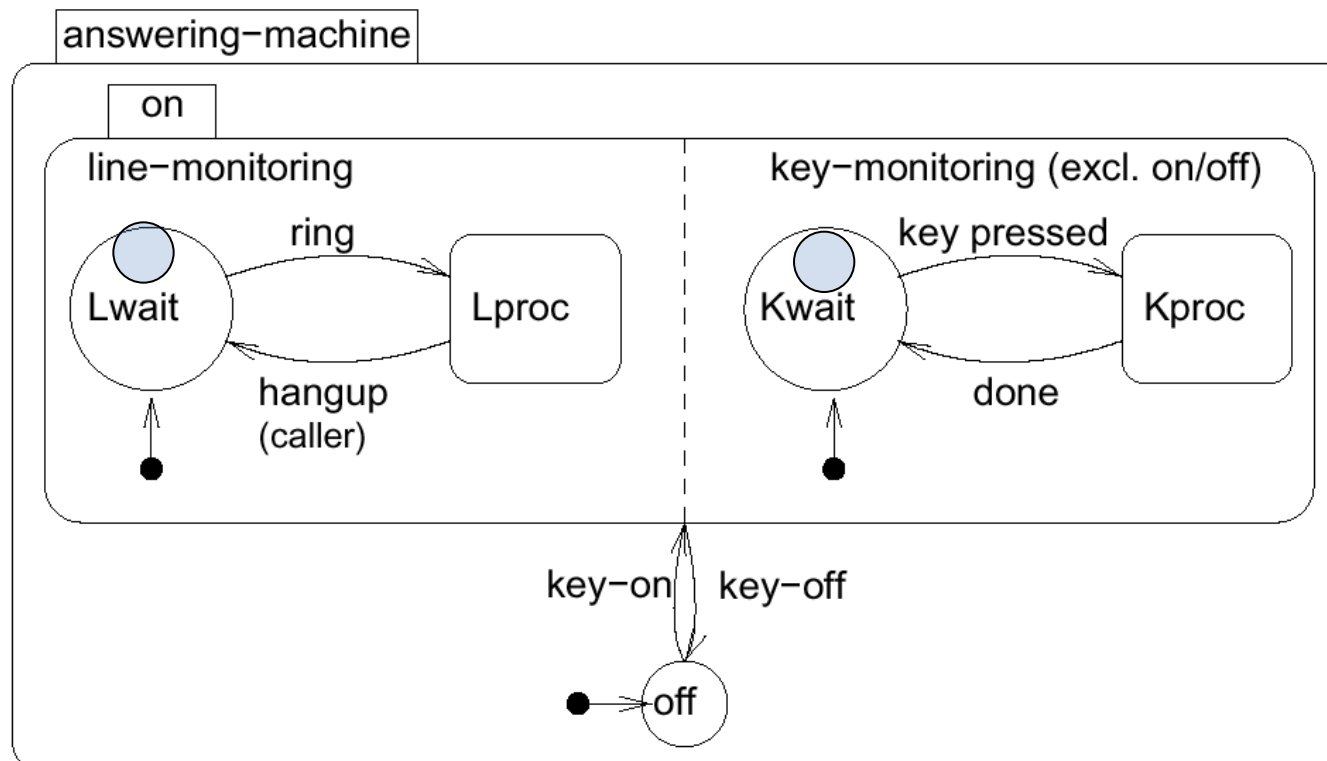 answering−machine
on
line−monitoring
key−monitoring (excl. on/off)
ring
key pressed
Lwait
Lproc
Kwait
Kproc
hangup
(caller)
done
key−on
key−off
off